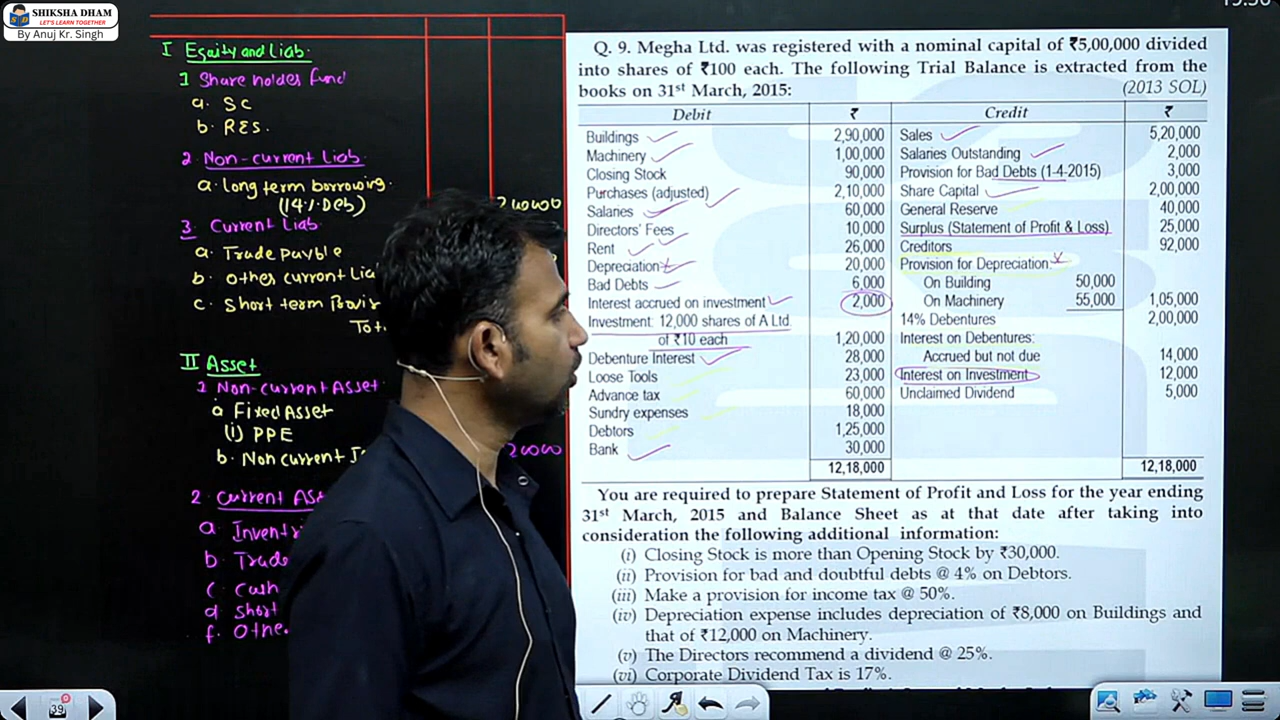 SHIKSHA DHAM
LET'S LEARN TOGETHER
By Anuj Kr. Singh
I Equity and Liab.
1 Share holder fund
a. SC
b. RES.
2. Non-current Liab.
a. long term borrowing.
(14% Deb)
200000
3. Current Liab.
a. Trade payble
b. other current Lia
c. Short term Provis
Tot
II Asset
1 Non-current Asset.
a Fixed Asset
(i) PPE
b. Non current I
20000
2. Current Ass
a Invent
b. Trade
c. Cash
d short
f. Othe
39
Q. 9. Megha Ltd. was registered with a nominal capital of ₹5,00,000 divided
into shares of ₹100 each. The following Trial Balance is extracted from the
books on 31st March, 2015: (2013 SOL)
Debit ₹ Credit ₹
Buildings 2,90,000 Sales 5,20,000
Machinery 1,00,000 Salaries Outstanding 2,000
Closing Stock 90,000 Provision for Bad Debts (1-4-2015) 3,000
Purchases (adjusted) 2,10,000 Share Capital 2,00,000
Salaries 60,000 General Reserve 40,000
Directors' Fees 10,000 Surplus (Statement of Profit & Loss) 25,000
Rent 26,000 Creditors 92,000
Depreciation 20,000 Provision for Depreciation:
Bad Debts 6,000 On Building 50,000
Interest accrued on investment 2,000 On Machinery 55,000 1,05,000
Investment: 12,000 shares of A Ltd. 14% Debentures 2,00,000
of ₹10 each 1,20,000 Interest on Debentures:
Debenture Interest 28,000 Accrued but not due 14,000
Loose Tools 23,000 Interest on Investment 12,000
Advance tax 60,000 Unclaimed Dividend 5,000
Sundry expenses 18,000
Debtors 1,25,000
Bank 30,000
12,18,000 12,18,000
You are required to prepare Statement of Profit and Loss for the year ending
31st March, 2015 and Balance Sheet as at that date after taking into
consideration the following additional information:
(i) Closing Stock is more than Opening Stock by ₹30,000.
(ii) Provision for bad and doubtful debts @ 4% on Debtors.
(iii) Make a provision for income tax @ 50%.
(iv) Depreciation expense includes depreciation of ₹8,000 on Buildings and
that of ₹12,000 on Machinery.
(v) The Directors recommend a dividend @ 25%.
(vi) Corporate Dividend Tax is 17%.